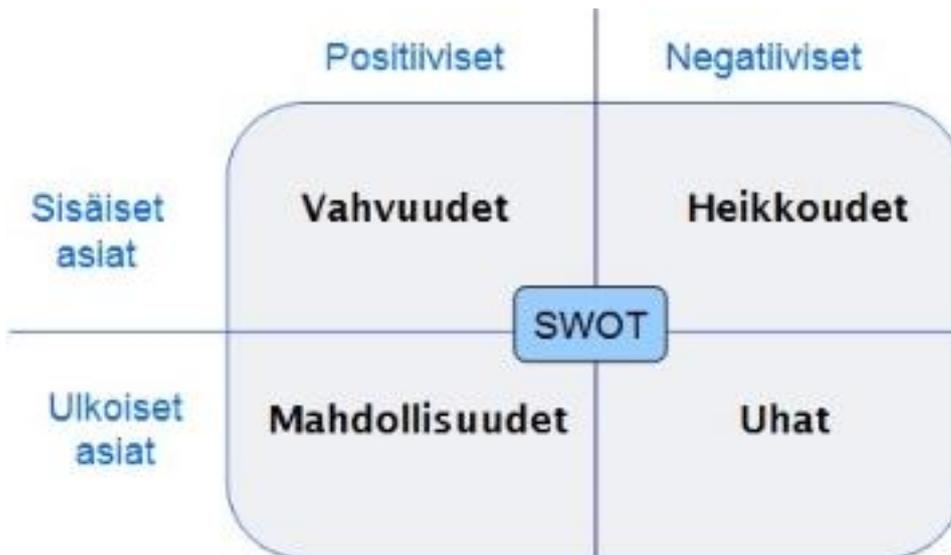 Positiiviset
Negatiiviset
Sisäiset
asiat
Vahvuudet
Heikkoudet
SWOT
Ulkoiset
asiat
Mahdollisuudet
Uhat